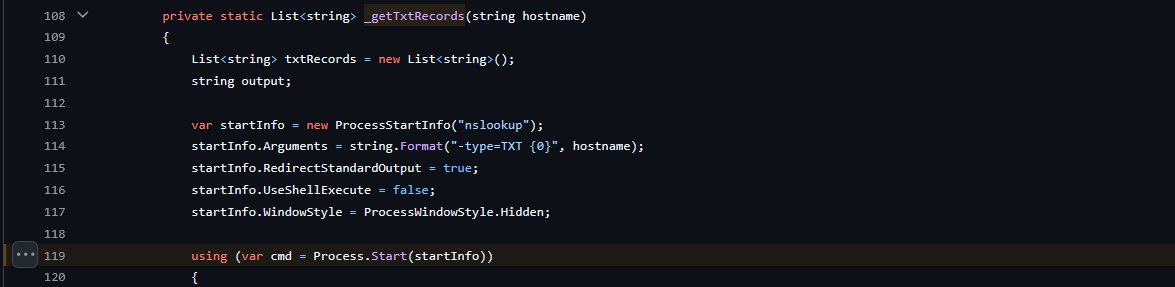 108 private static List<string> _getTxtRecords(string hostname)
109 {
110 List<string> txtRecords = new List<string>();
111 string output;
112
113 var startInfo = new ProcessStartInfo("nslookup");
114 startInfo.Arguments = string.Format("-type=TXT {0}", hostname);
115 startInfo.RedirectStandardOutput = true;
116 startInfo.UseShellExecute = false;
117 startInfo.WindowStyle = ProcessWindowStyle.Hidden;
118
119 using (var cmd = Process.Start(startInfo))
120 {